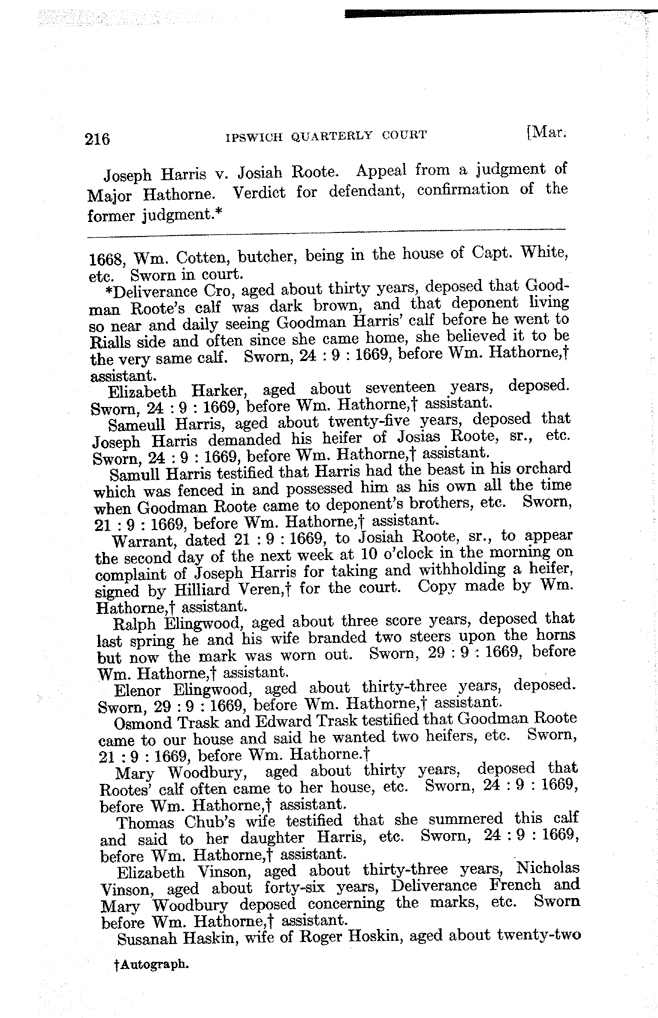 216 IPSWICH QUARTERLY COURT [Mar.
Joseph Harris v. Josiah Roote. Appeal from a judgment of
Major Hathorne. Verdict for defendant, confirmation of the
former judgment.*
1668, Wm. Cotten, butcher, being in the house of Capt. White,
etc. Sworn in court.
*Deliverance Cro, aged about thirty years, deposed that Good-
man Roote's calf was dark brown, and that deponent living
so near and daily seeing Goodman Harris' calf before he went to
Rialls side and often since she came home, she believed it to be
the very same calf. Sworn, 24 : 9 : 1669, before Wm. Hathorne,†
assistant.
Elizabeth Harker, aged about seventeen years, deposed.
Sworn, 24 : 9 : 1669, before Wm. Hathorne,† assistant.
Sameull Harris, aged about twenty-five years, deposed that
Joseph Harris demanded his heifer of Josias Roote, sr., etc.
Sworn, 24 : 9 : 1669, before Wm. Hathorne,† assistant.
Samull Harris testified that Harris had the beast in his orchard
which was fenced in and possessed him as his own all the time
when Goodman Roote came to deponent's brothers, etc. Sworn,
21 : 9 : 1669, before Wm. Hathorne,† assistant.
Warrant, dated 21 : 9 : 1669, to Josiah Roote, sr., to appear
the second day of the next week at 10 o'clock in the morning on
complaint of Joseph Harris for taking and withholding a heifer,
signed by Hilliard Veren,† for the court. Copy made by Wm.
Hathorne,† assistant.
Ralph Elingwood, aged about three score years, deposed that
last spring he and his wife branded two steers upon the horns
but now the mark was worn out. Sworn, 29 : 9 : 1669, before
Wm. Hathorne,† assistant.
Elenor Elingwood, aged about thirty-three years, deposed.
Sworn, 29 : 9 : 1669, before Wm. Hathorne,† assistant.
Osmond Trask and Edward Trask testified that Goodman Roote
came to our house and said he wanted two heifers, etc. Sworn,
21 : 9 : 1669, before Wm. Hathorne.†
Mary Woodbury, aged about thirty years, deposed that
Rootes' calf often came to her house, etc. Sworn, 24 : 9 : 1669,
before Wm. Hathorne,† assistant.
Thomas Chub's wife testified that she summered this calf
and said to her daughter Harris, etc. Sworn, 24 : 9 : 1669,
before Wm. Hathorne,† assistant.
Elizabeth Vinson, aged about thirty-three years, Nicholas
Vinson, aged about forty-six years, Deliverance French and
Mary Woodbury deposed concerning the marks, etc. Sworn
before Wm. Hathorne,† assistant.
Susanah Haskin, wife of Roger Hoskin, aged about twenty-two
†Autograph.